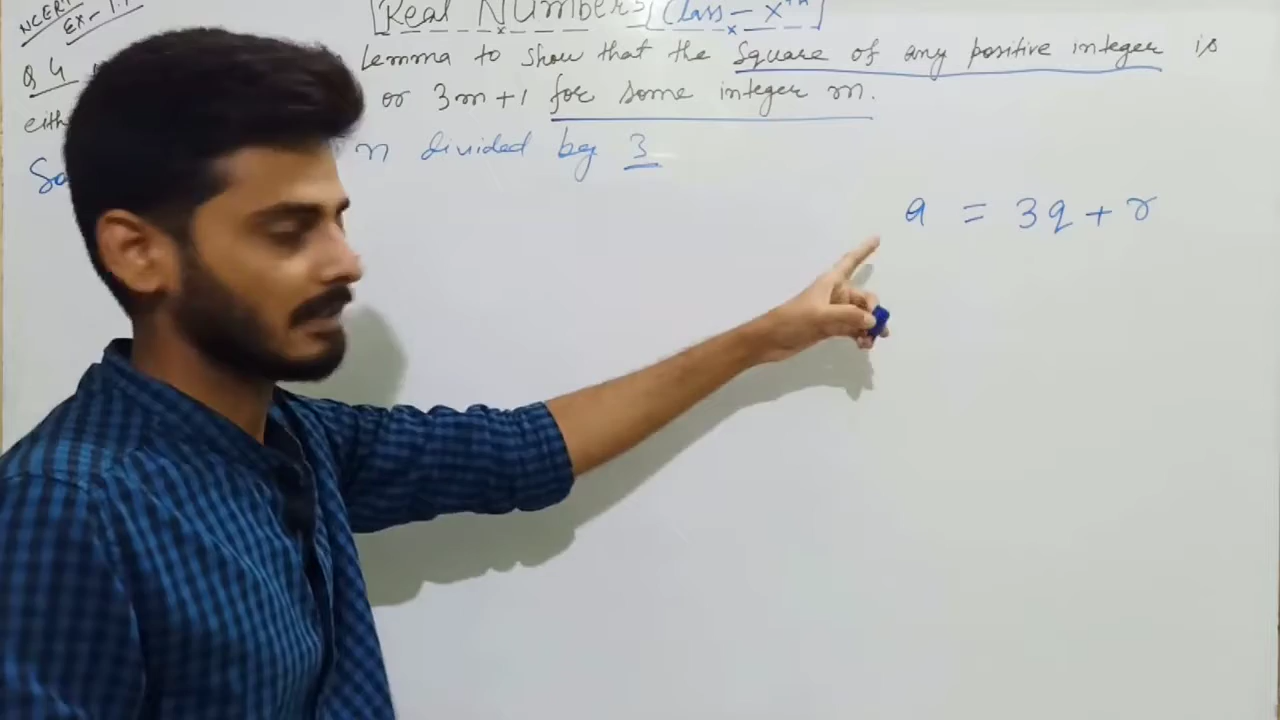 NCERT
EX-1.1
Real Numbers Class-Xth
Q4 Lemma to show that the square of any positive integer is
eith or 3m+1 for some integer m.
So n divided by 3
a = 3q+r